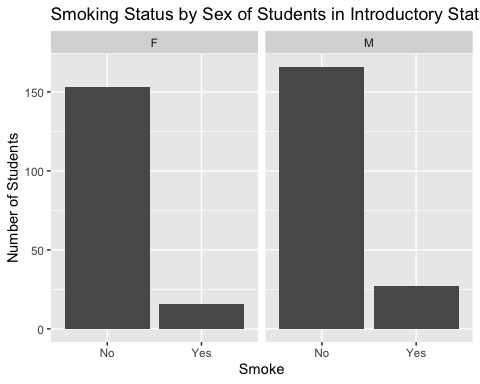 Smoking Status by Sex of Students in Introductory Stat
F
M
150
100
50
0
Number of Students
No
Yes
No
Yes
Smoke